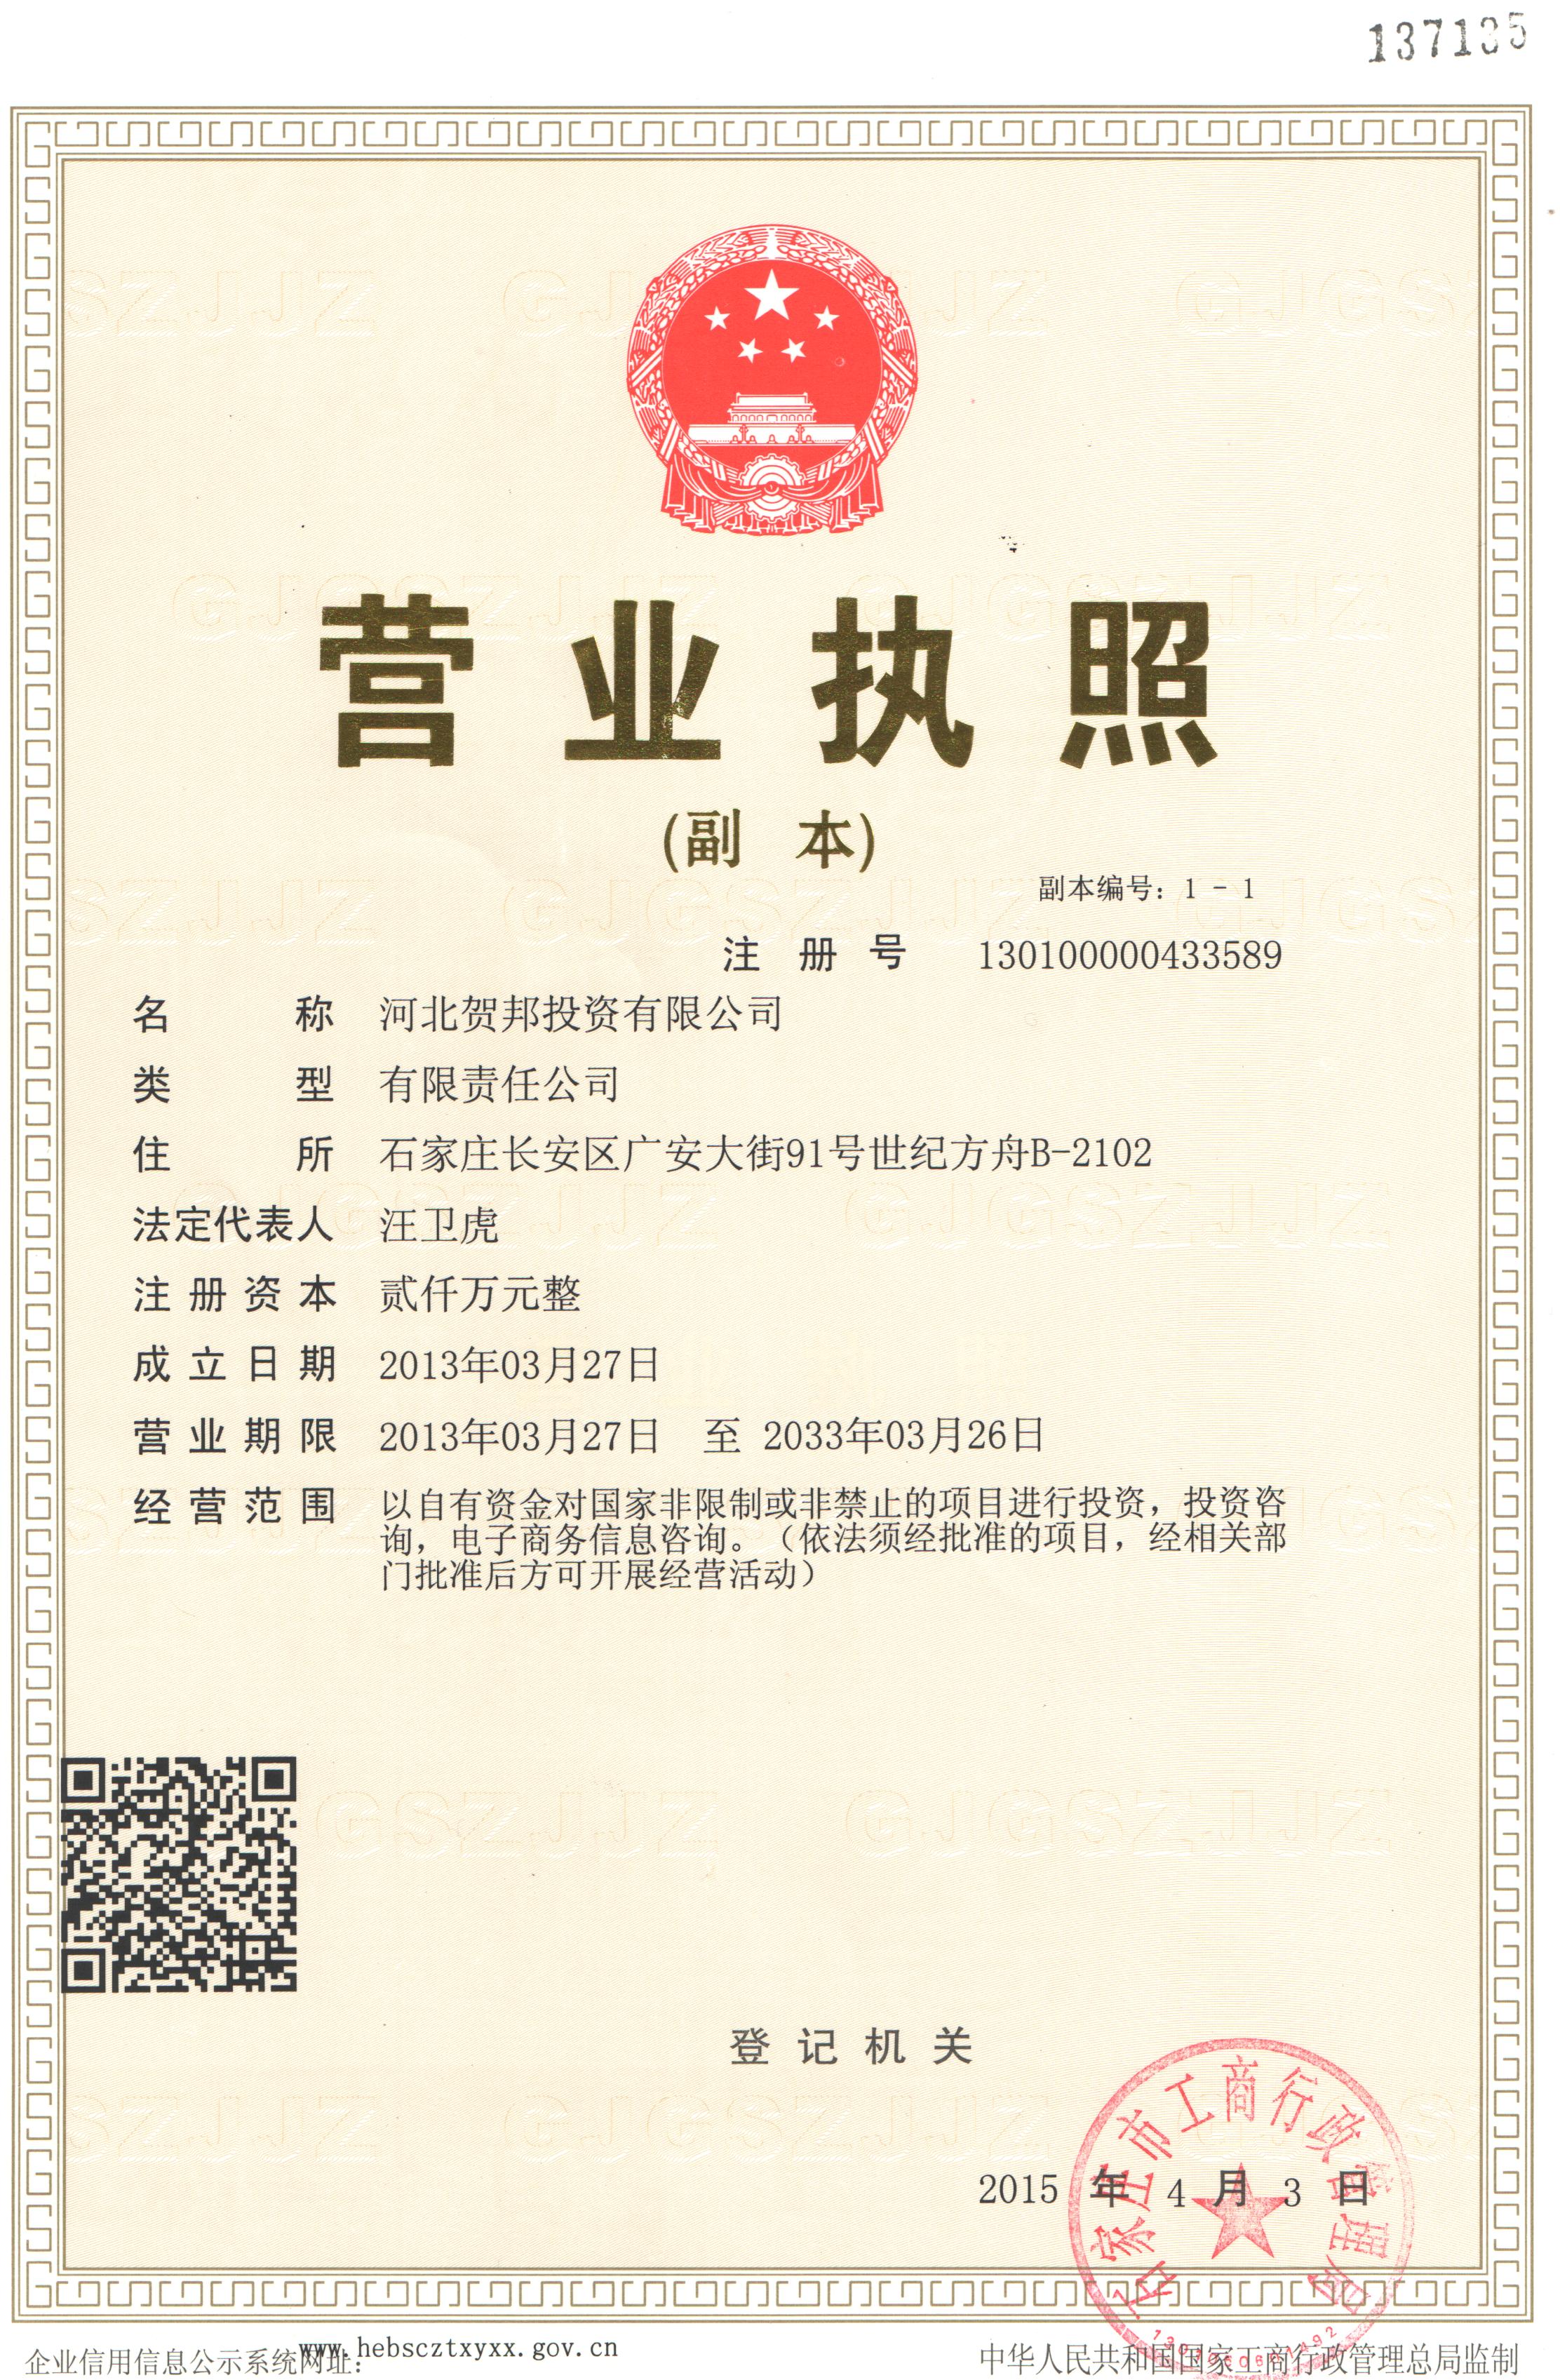 137135
营业执照
(副 本)
副本编号：1 - 1
注册号 130100000433589
名称 河北贺邦投资有限公司
类型 有限责任公司
住所 石家庄长安区广安大街91号世纪方舟B-2102
法定代表人 汪卫虎
注册资本 贰仟万元整
成立日期 2013年03月27日
营业期限 2013年03月27日 至 2033年03月26日
经营范围 以自有资金对国家非限制或非禁止的项目进行投资，投资咨
询，电子商务信息咨询。（依法须经批准的项目，经相关部
门批准后方可开展经营活动）
登记机关
石家庄市工商行政管理局
2015 年 4 月 3 日
企业信用信息公示系统网址：www.hebscztxyxx.gov.cn
中华人民共和国国家工商行政管理总局监制